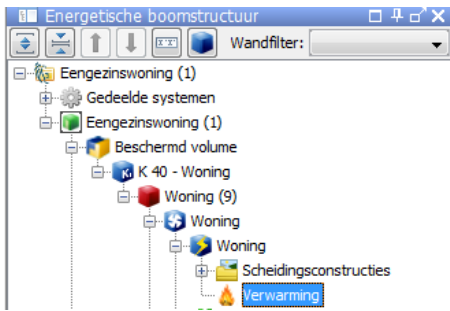 Energetische boomstructuur
Wandfilter:
Eengezinswoning (1)
Gedeelde systemen
Eengezinswoning (1)
Beschermd volume
K 40 - Woning
Woning (9)
Woning
Woning
Scheidingsconstructies
Verwarming